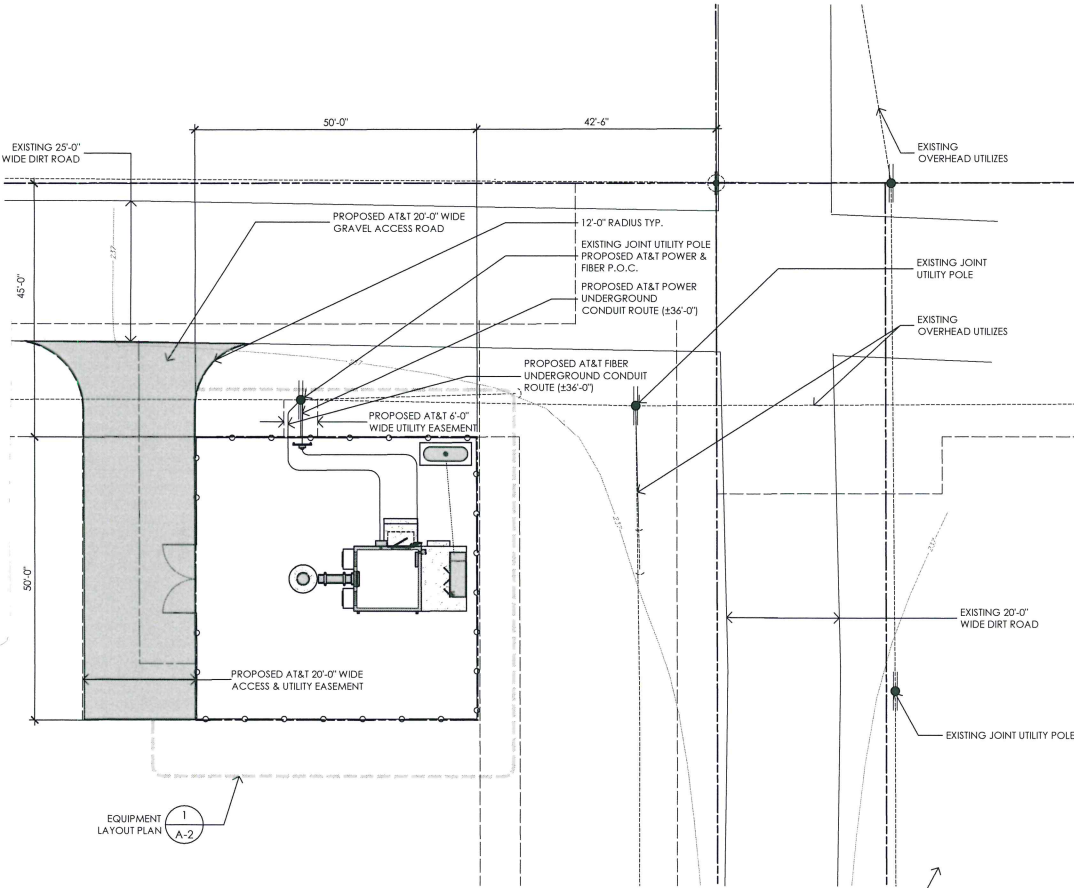 50'-0"
42'-6"
EXISTING 25'-0"
WIDE DIRT ROAD
EXISTING
OVERHEAD UTILIZES
PROPOSED AT&T 20'-0" WIDE
GRAVEL ACCESS ROAD
12'-0" RADIUS TYP.
EXISTING JOINT UTILITY POLE
PROPOSED AT&T POWER &
FIBER P.O.C.
PROPOSED AT&T POWER
UNDERGROUND
CONDUIT ROUTE (±36'-0")
EXISTING JOINT
UTILITY POLE
EXISTING
OVERHEAD UTILIZES
237
45'-0"
237
PROPOSED AT&T FIBER
UNDERGROUND CONDUIT
ROUTE (±36'-0")
PROPOSED AT&T 6'-0"
WIDE UTILITY EASEMENT
237
237
50'-0"
EXISTING 20'-0"
WIDE DIRT ROAD
PROPOSED AT&T 20'-0" WIDE
ACCESS & UTILITY EASEMENT
EXISTING JOINT UTILITY POLE
EQUIPMENT
LAYOUT PLAN
1
A-2